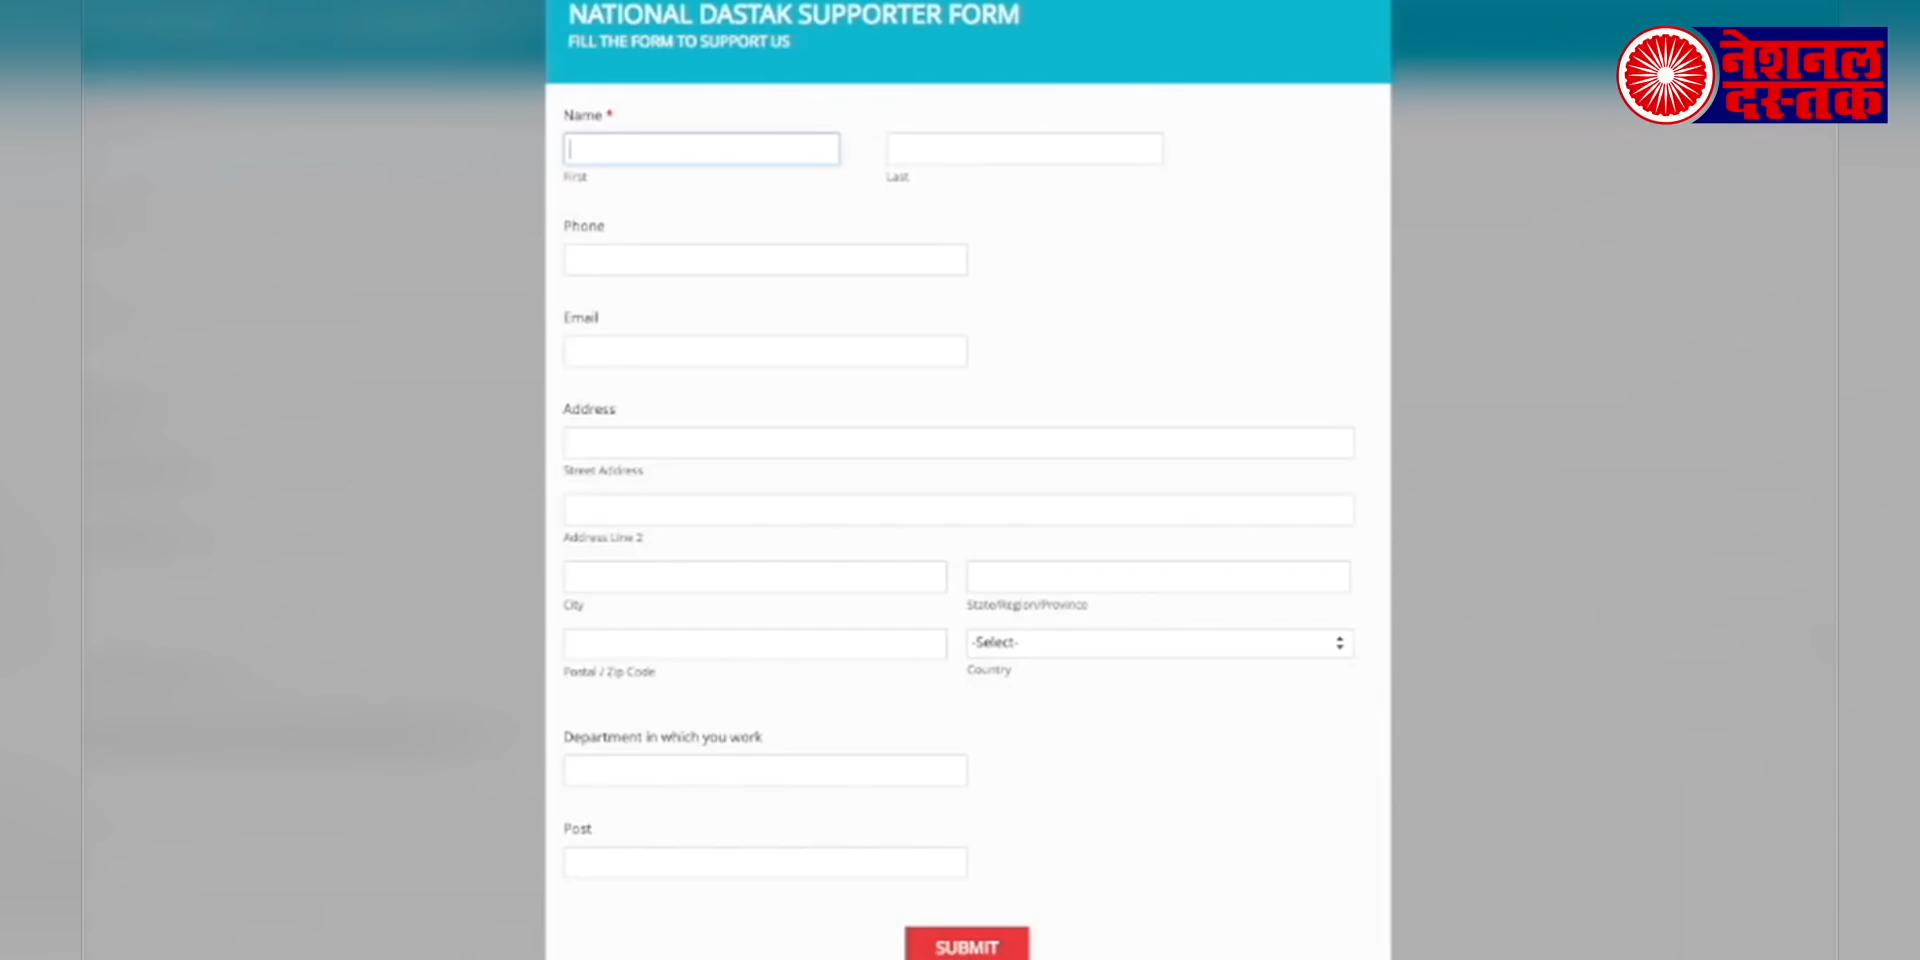 NATIONAL DASTAK SUPPORTER FORM
FILL THE FORM TO SUPPORT US
नेशनल
दस्तक
Name *
First
Last
Phone
Email
Address
Street Address
Address Line 2
City
State/Region/Province
-Select-
Postal / Zip Code
Country
Department in which you work
Post
SUBMIT